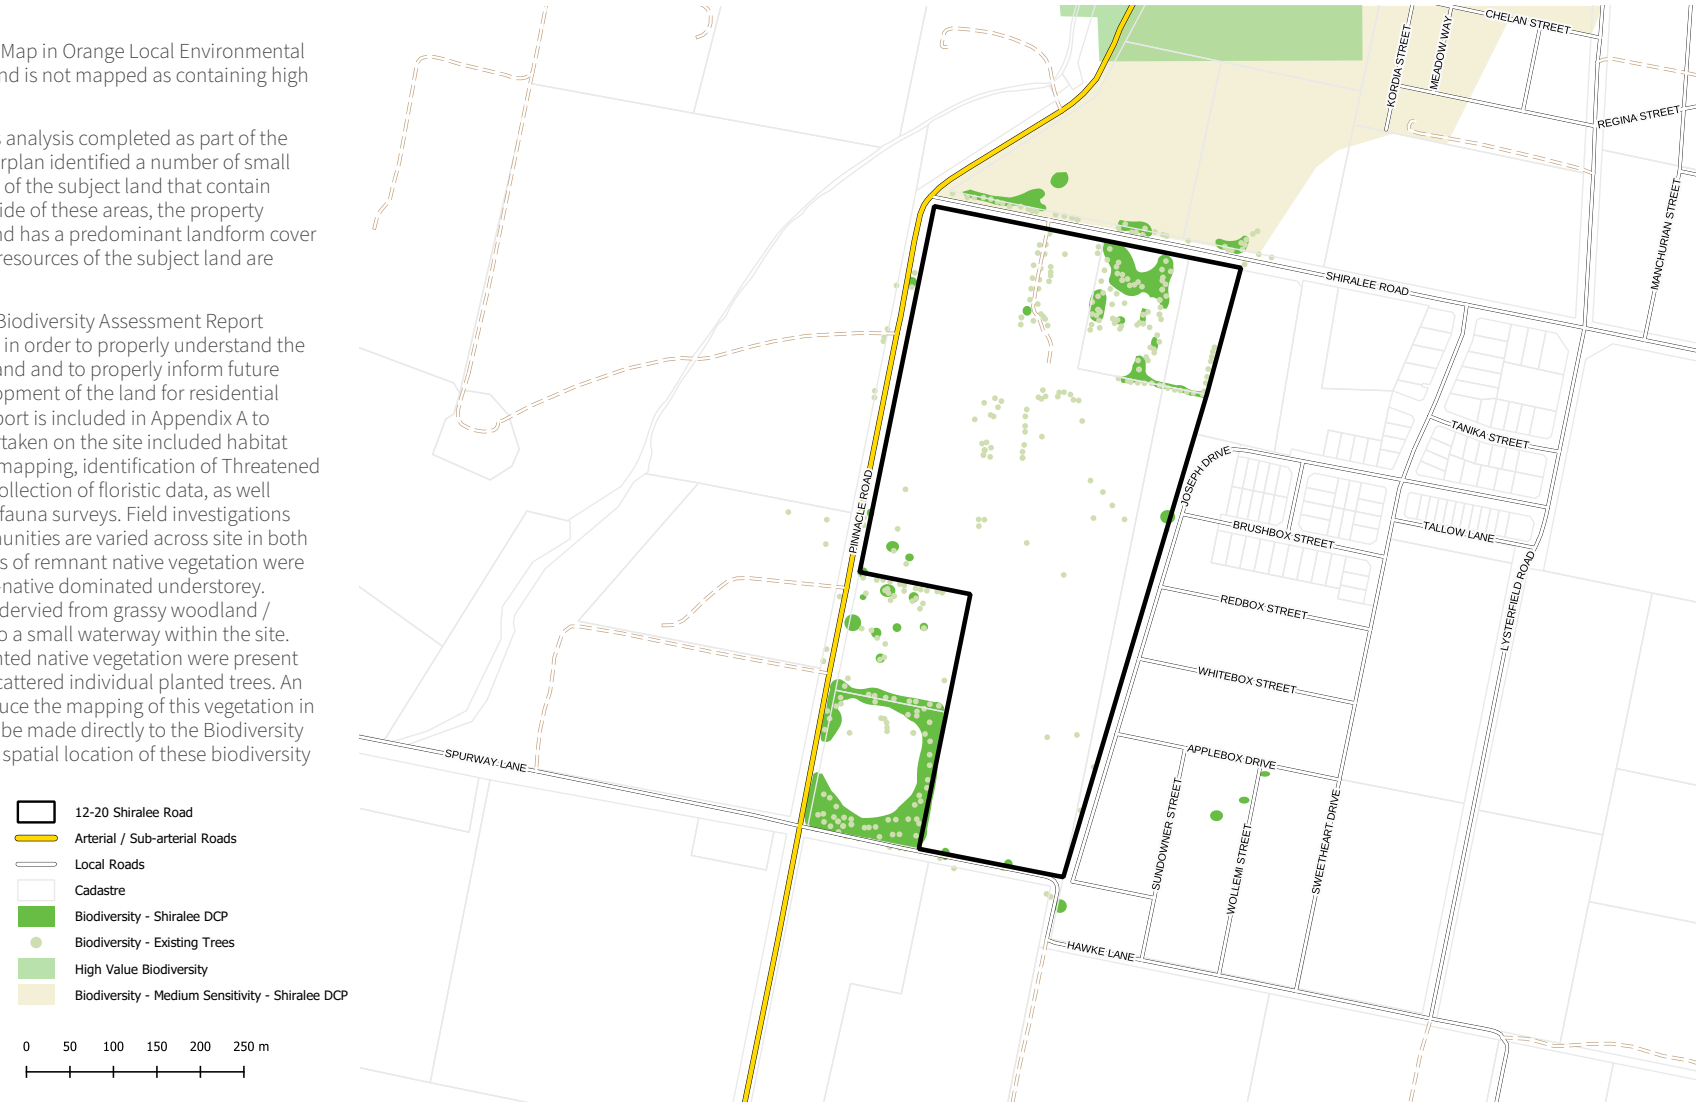 Map in Orange Local Environmental
nd is not mapped as containing high
s analysis completed as part of the
rplan identified a number of small
of the subject land that contain
ide of these areas, the property
nd has a predominant landform cover
resources of the subject land are
Biodiversity Assessment Report
in order to properly understand the
and and to properly inform future
opment of the land for residential
port is included in Appendix A to
rtaken on the site included habitat
mapping, identification of Threatened
ollection of floristic data, as well
fauna surveys. Field investigations
munities are varied across site in both
s of remnant native vegetation were
-native dominated understorey.
dervied from grassy woodland /
o a small waterway within the site.
nted native vegetation were present
cattered individual planted trees. An
uce the mapping of this vegetation in
be made directly to the Biodiversity
spatial location of these biodiversity
12-20 Shiralee Road
Arterial / Sub-arterial Roads
Local Roads
Cadastre
Biodiversity - Shiralee DCP
Biodiversity - Existing Trees
High Value Biodiversity
Biodiversity - Medium Sensitivity - Shiralee DCP
0 50 100 150 200 250 m
CHELAN STREET
KORDIA STREET
MEADOW WAY
REGINA STREET
MANCHURIAN STREET
SHIRALEE ROAD
TANIKA STREET
JOSEPH DRIVE
PINNACLE ROAD
BRUSHBOX STREET
TALLOW LANE
LYSTERFIELD ROAD
REDBOX STREET
WHITEBOX STREET
APPLEBOX DRIVE
SPURWAY LANE
SUNDOWNER STREET
WOLLEMI STREET
SWEETHEART DRIVE
HAWKE LANE